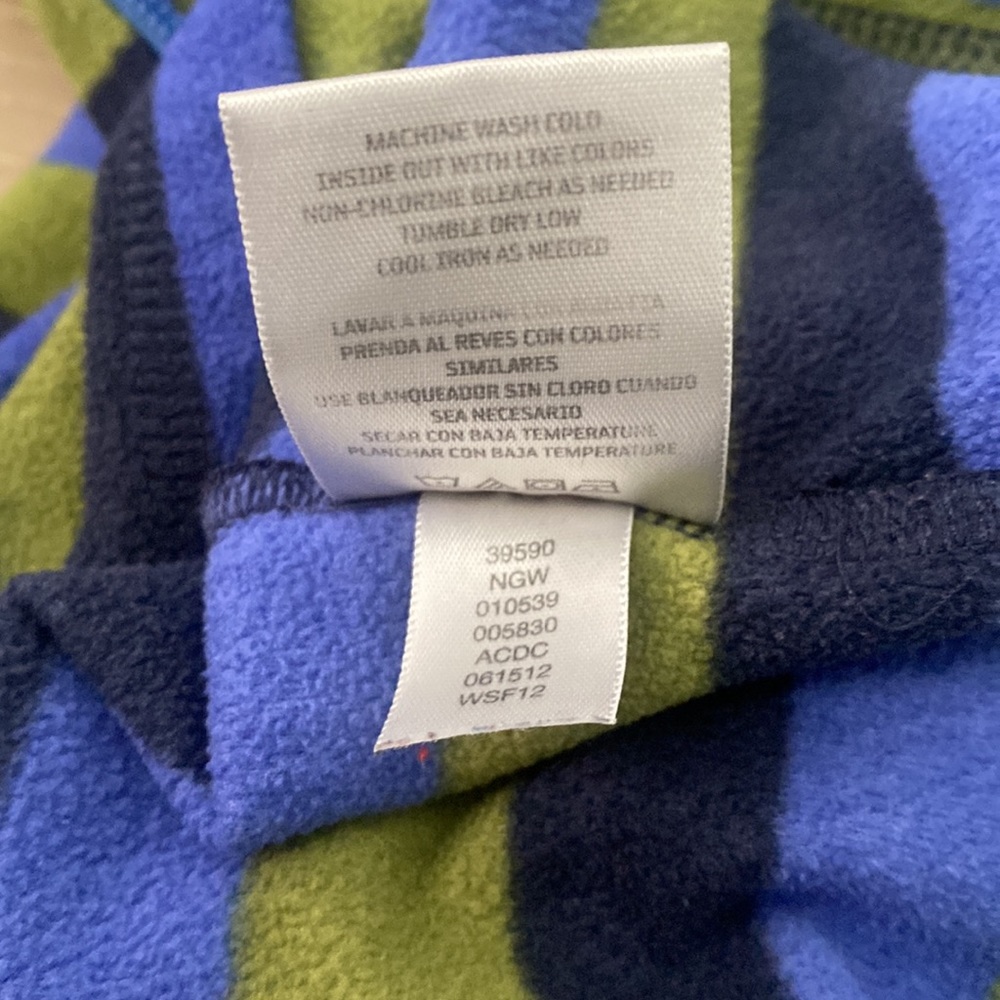 MACHINE WASH COLD
INSIDE OUT WITH LIKE COLORS
NON-CHLORINE BLEACH AS NEEDED
TUMBLE DRY LOW
COOL IRON AS NEEDED
LAVAR A MAQUINA CON
PRENDA AL REVES CON COLORES
SIMILARES
USE BLANQUEADOR SIN CLORO CUANDO
SEA NECESARIO
SECAR CON BAJA TEMPERATURE
PLANCHAR CON BAJA TEMPERATURE
39590
NGW
010539
005830
ACDC
061512
WSF12